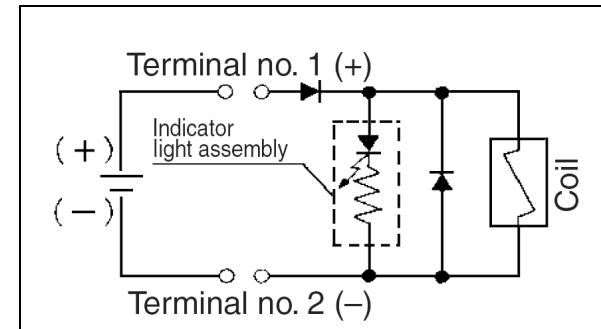 Terminal no. 1 (+)
Indicator
light assembly
(+)
(−)
Coil
Terminal no. 2 (–)